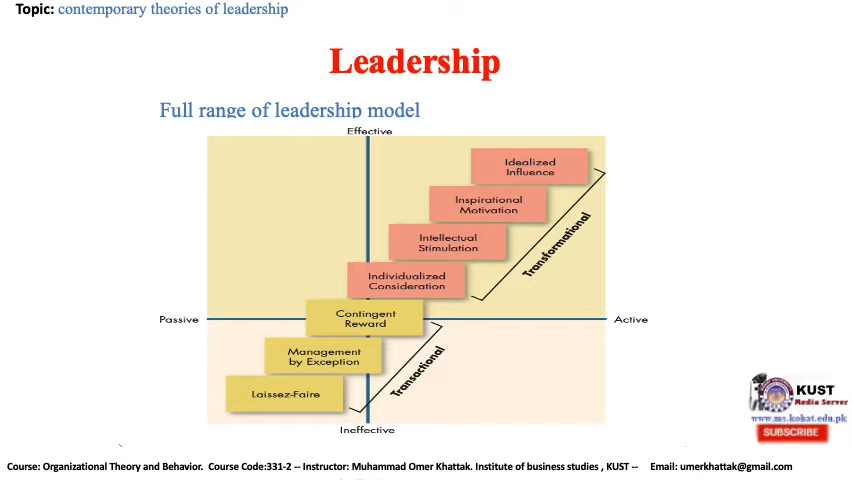 Topic: contemporary theories of leadership
Leadership
Full range of leadership model
Effective
Idealized
Influence
Inspirational
Motivation
Intellectual
Stimulation
Transformational
Individualized
Consideration
Contingent
Reward
Passive
Active
Management
by Exception
Transactional
Laissez-Faire
Ineffective
KUST
Media Server
www.ms.kohat.edu.pk
SUBSCRIBE
Course: Organizational Theory and Behavior. Course Code:331-2 -- Instructor: Muhammad Omer Khattak. Institute of business studies , KUST -- Email: umerkhattak@gmail.com